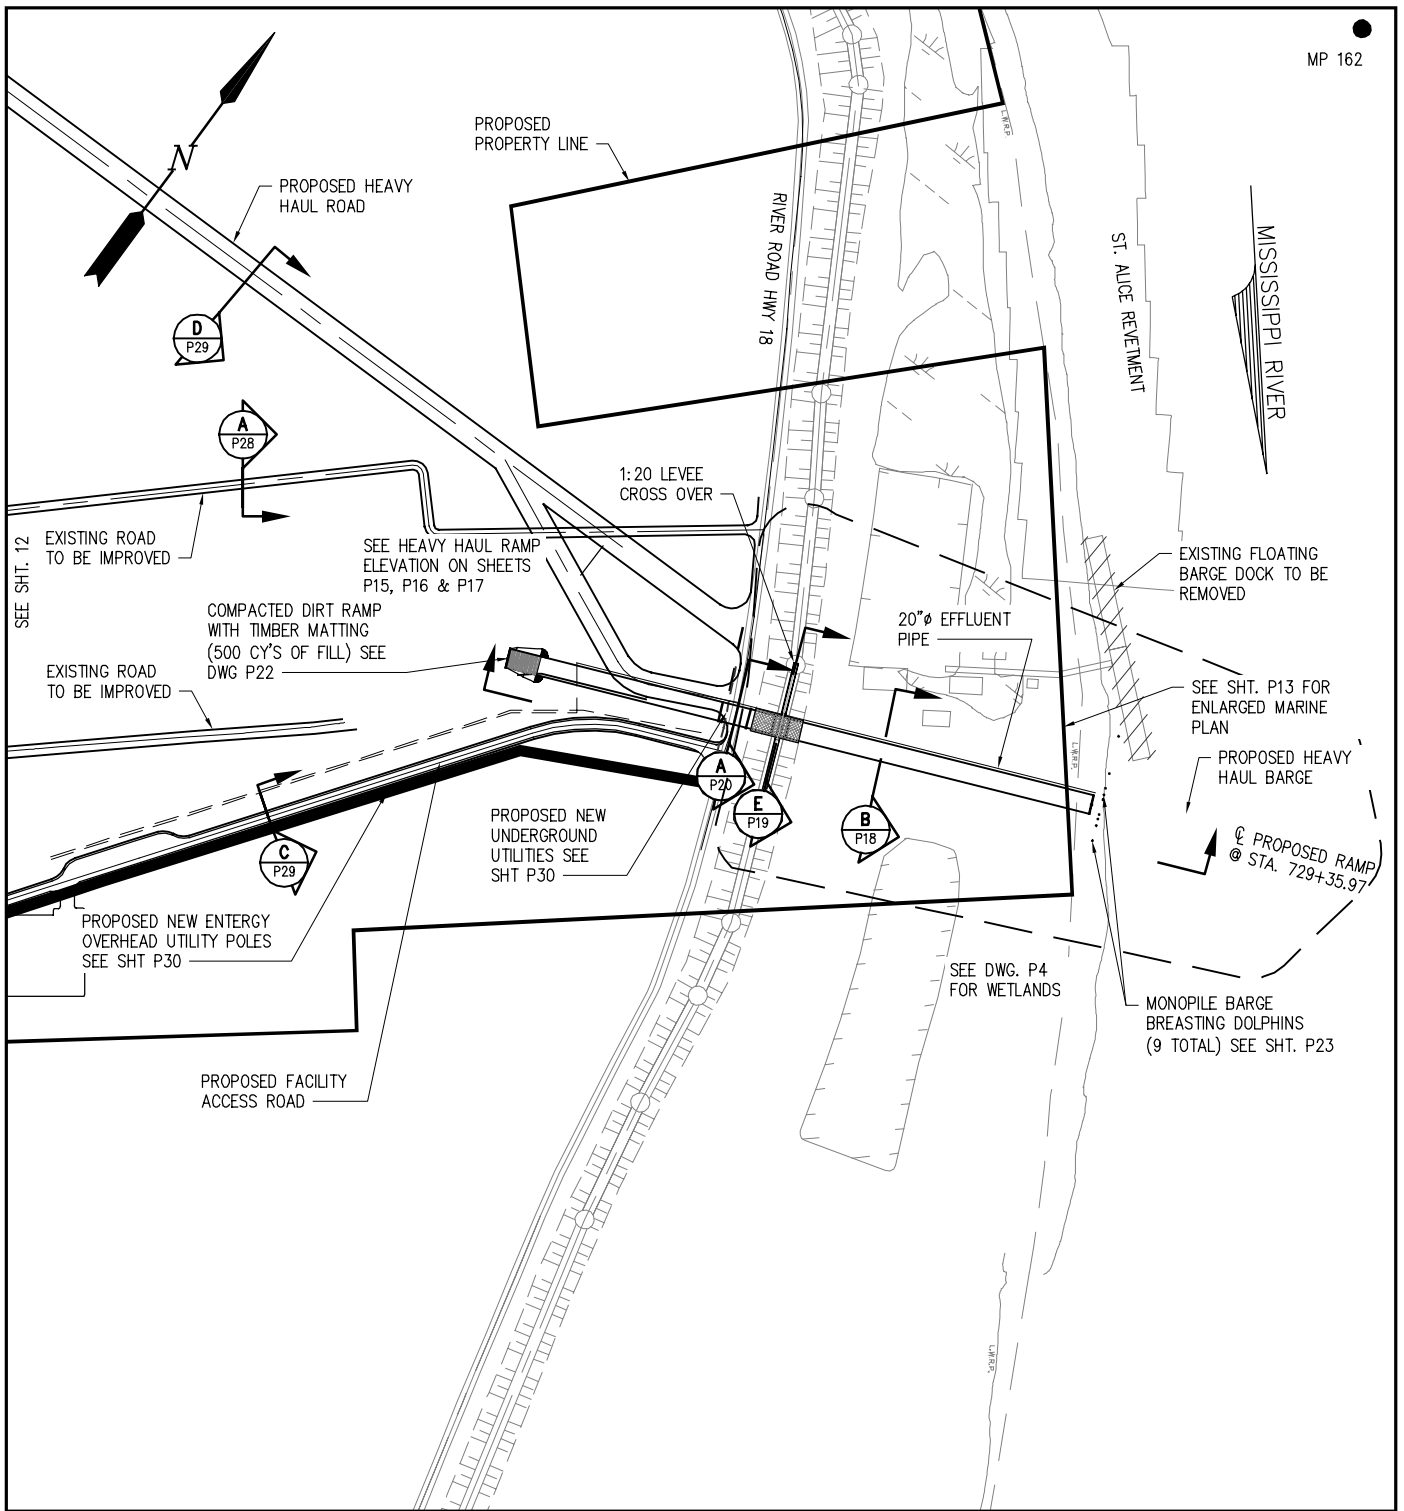 MP 162
PROPOSED
PROPERTY LINE
N
PROPOSED HEAVY
HAUL ROAD
L.W.R.P.
RIVER ROAD HWY 18
ST. ALICE REVETMENT
MISSISSIPPI RIVER
D
P29
A
P28
1:20 LEVEE
CROSS OVER
SEE SHT. 12
EXISTING ROAD
TO BE IMPROVED
SEE HEAVY HAUL RAMP
ELEVATION ON SHEETS
P15, P16 & P17
EXISTING FLOATING
BARGE DOCK TO BE
REMOVED
COMPACTED DIRT RAMP
WITH TIMBER MATTING
(500 CY'S OF FILL) SEE
DWG P22
20"ø EFFLUENT
PIPE
EXISTING ROAD
TO BE IMPROVED
SEE SHT. P13 FOR
ENLARGED MARINE
PLAN
L.W.R.P.
PROPOSED HEAVY
HAUL BARGE
A
P20
E
P19
B
P18
PROPOSED NEW
UNDERGROUND
UTILITIES SEE
SHT P30
C
P29
℄ PROPOSED RAMP
@ STA. 729+35.97
PROPOSED NEW ENTERGY
OVERHEAD UTILITY POLES
SEE SHT P30
SEE DWG. P4
FOR WETLANDS
MONOPILE BARGE
BREASTING DOLPHINS
(9 TOTAL) SEE SHT. P23
PROPOSED FACILITY
ACCESS ROAD
L.W.R.P.